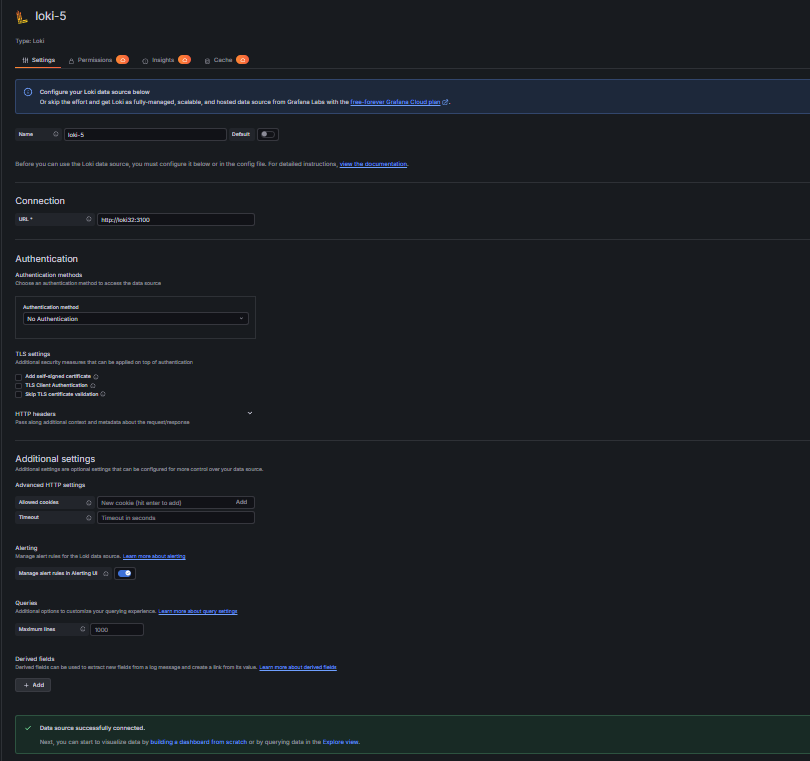 loki-5
Type: Loki
Settings Permissions Insights Cache
Configure your Loki data source below
Or skip the effort and get Loki as fully-managed, scalable, and hosted data source from Grafana Labs with the free-forever Grafana Cloud plan.
Name loki-5 Default
Before you can use the Loki data source, you must configure it below or in the config file. For detailed instructions, view the documentation.
Connection
URL * http://loki32:3100
Authentication
Authentication methods
Choose an authentication method to access the data source
Authentication method
No Authentication
TLS settings
Additional security measures that can be applied on top of authentication
Add self-signed certificate
TLS Client Authentication
Skip TLS certificate validation
HTTP headers
Pass along additional context and metadata about the request/response
Additional settings
Additional settings are optional settings that can be configured for more control over your data source.
Advanced HTTP settings
Allowed cookies New cookie (hit enter to add) Add
Timeout Timeout in seconds
Alerting
Manage alert rules for the Loki data source. Learn more about alerting
Manage alert rules in Alerting UI
Queries
Additional options to customize your querying experience. Learn more about query settings
Maximum lines 1000
Derived fields
Derived fields can be used to extract new fields from a log message and create a link from its value. Learn more about derived fields
+ Add
Data source successfully connected.
Next, you can start to visualize data by building a dashboard from scratch or by querying data in the Explore view.